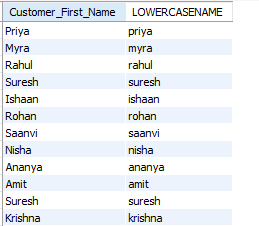 Customer_First_Name LOWERCASENAME
Priya priya
Myra myra
Rahul rahul
Suresh suresh
Ishaan ishaan
Rohan rohan
Saanvi saanvi
Nisha nisha
Ananya ananya
Amit amit
Suresh suresh
Krishna krishna